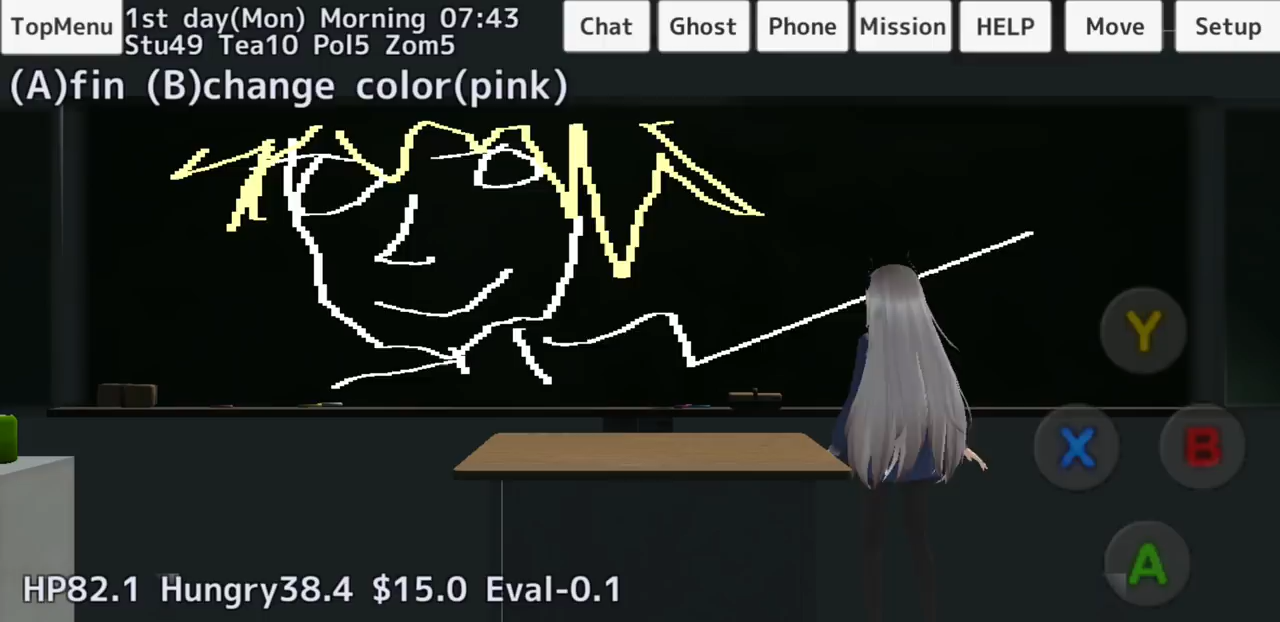 TopMenu
1st day(Mon) Morning 07:43
Stu49 Tea10 Pol5 Zom5
Chat
Ghost
Phone
Mission
HELP
Move
Setup
(A)fin (B)change color(pink)
Y
X
B
A
HP82.1 Hungry38.4 $15.0 Eval-0.1